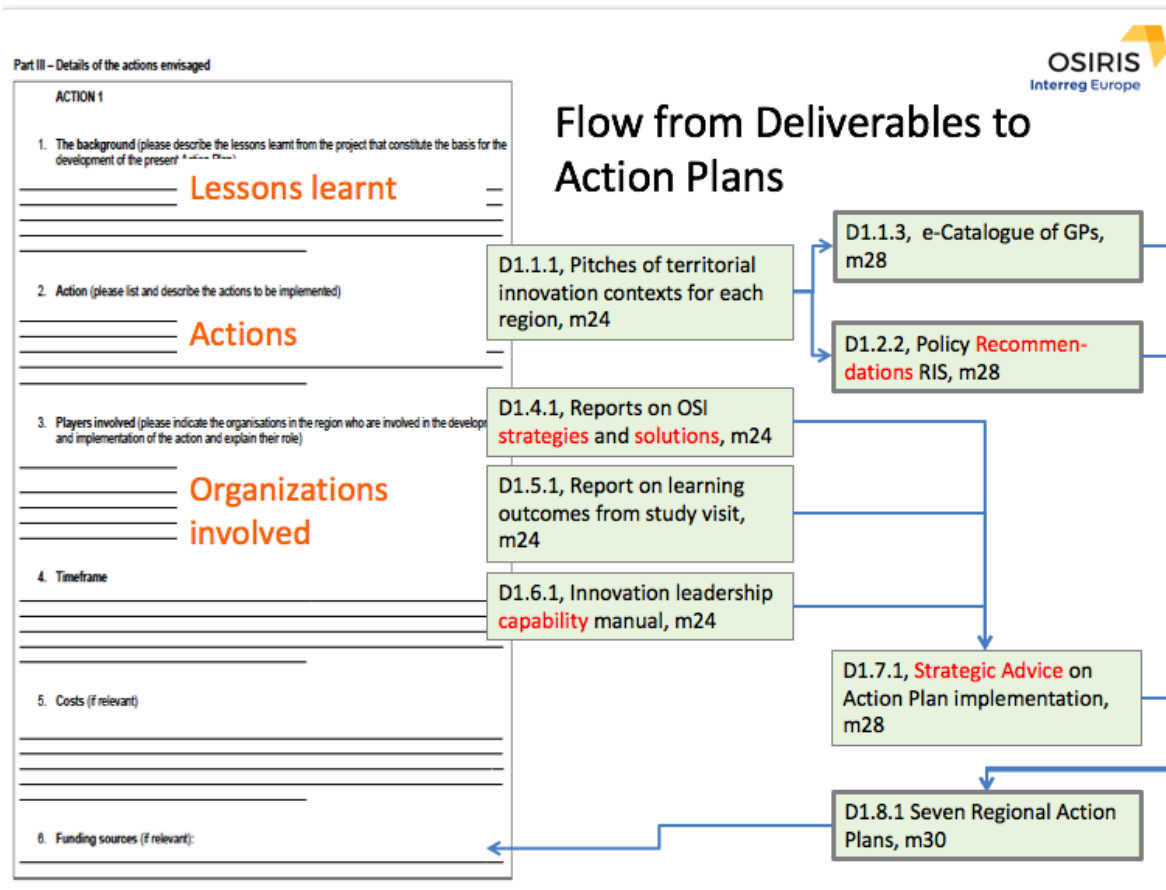 OSIRIS
Interreg Europe
Flow from Deliverables to
Action Plans
Part III – Details of the actions envisaged
ACTION 1
1. The background (please describe the lessons learnt from the project that constitute the basis for the
development of the present
Lessons learnt
2. Action (please list and describe the actions to be implemented)
Actions
3. Players involved (please indicate the organisations in the region who are involved in the
and implementation of the action and explain their role)
Organizations
involved
4. Timeframe
5. Costs (if relevant)
6. Funding sources (if relevant):
D1.1.1, Pitches of territorial
innovation contexts for each
region, m24
D1.1.3, e-Catalogue of GPs,
m28
D1.2.2, Policy Recommen-
dations RIS, m28
D1.4.1, Reports on OSI
strategies and solutions, m24
D1.5.1, Report on learning
outcomes from study visit,
m24
D1.6.1, Innovation leadership
capability manual, m24
D1.7.1, Strategic Advice on
Action Plan implementation,
m28
D1.8.1 Seven Regional Action
Plans, m30